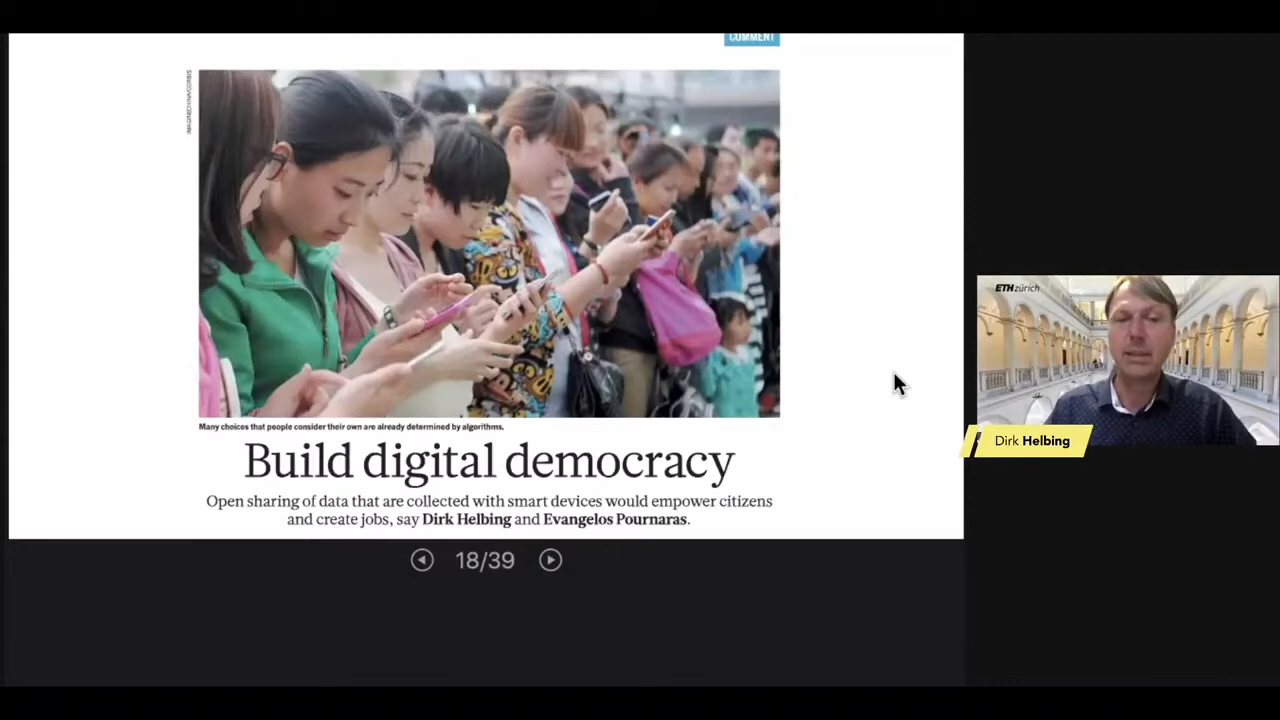 COMMENT
Many choices that people consider their own are already determined by algorithms.
Build digital democracy
Open sharing of data that are collected with smart devices would empower citizens
and create jobs, say Dirk Helbing and Evangelos Pournaras.
18/39
ETH zürich
Dirk Helbing